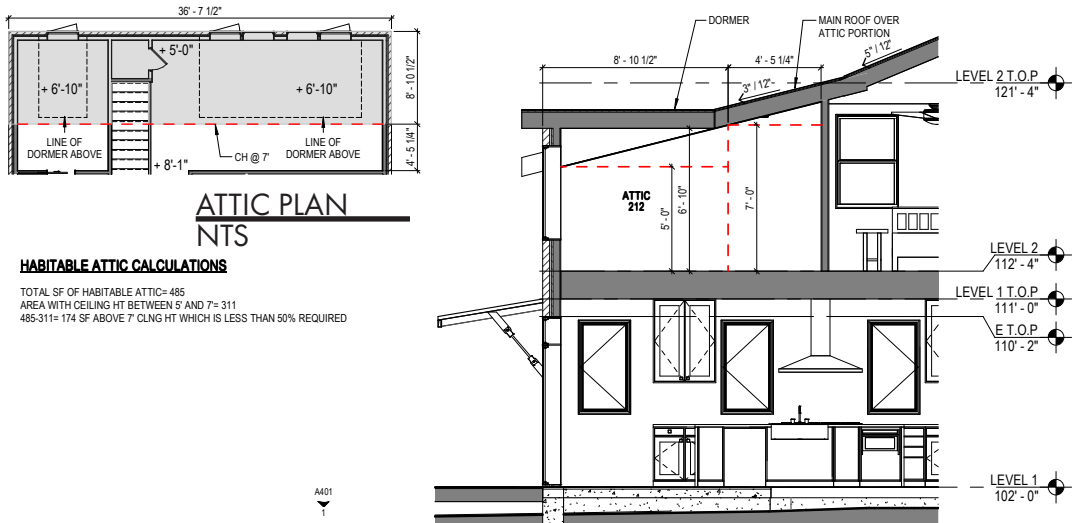 36' - 7 1/2"
+ 5'-0"
+ 6'-10"
+ 6'-10"
8' - 10 1/2"
4' - 5 1/4"
LINE OF
DORMER ABOVE
LINE OF
DORMER ABOVE
CH @ 7'
+ 8'-1"
ATTIC PLAN
NTS
HABITABLE ATTIC CALCULATIONS
TOTAL SF OF HABITABLE ATTIC= 485
AREA WITH CEILING HT BETWEEN 5' AND 7'= 311
485-311= 174 SF ABOVE 7' CLNG HT WHICH IS LESS THAN 50% REQUIRED
A401
1
DORMER
MAIN ROOF OVER
ATTIC PORTION
8' - 10 1/2"
4' - 5 1/4"
3" / 12"
5" / 12"
ATTIC
212
5' - 0"
6' - 10"
7' - 0"
LEVEL 2 T.O.P
121' - 4"
LEVEL 2
112' - 4"
LEVEL 1 T.O.P
111' - 0"
E T.O.P
110' - 2"
LEVEL 1
102' - 0"